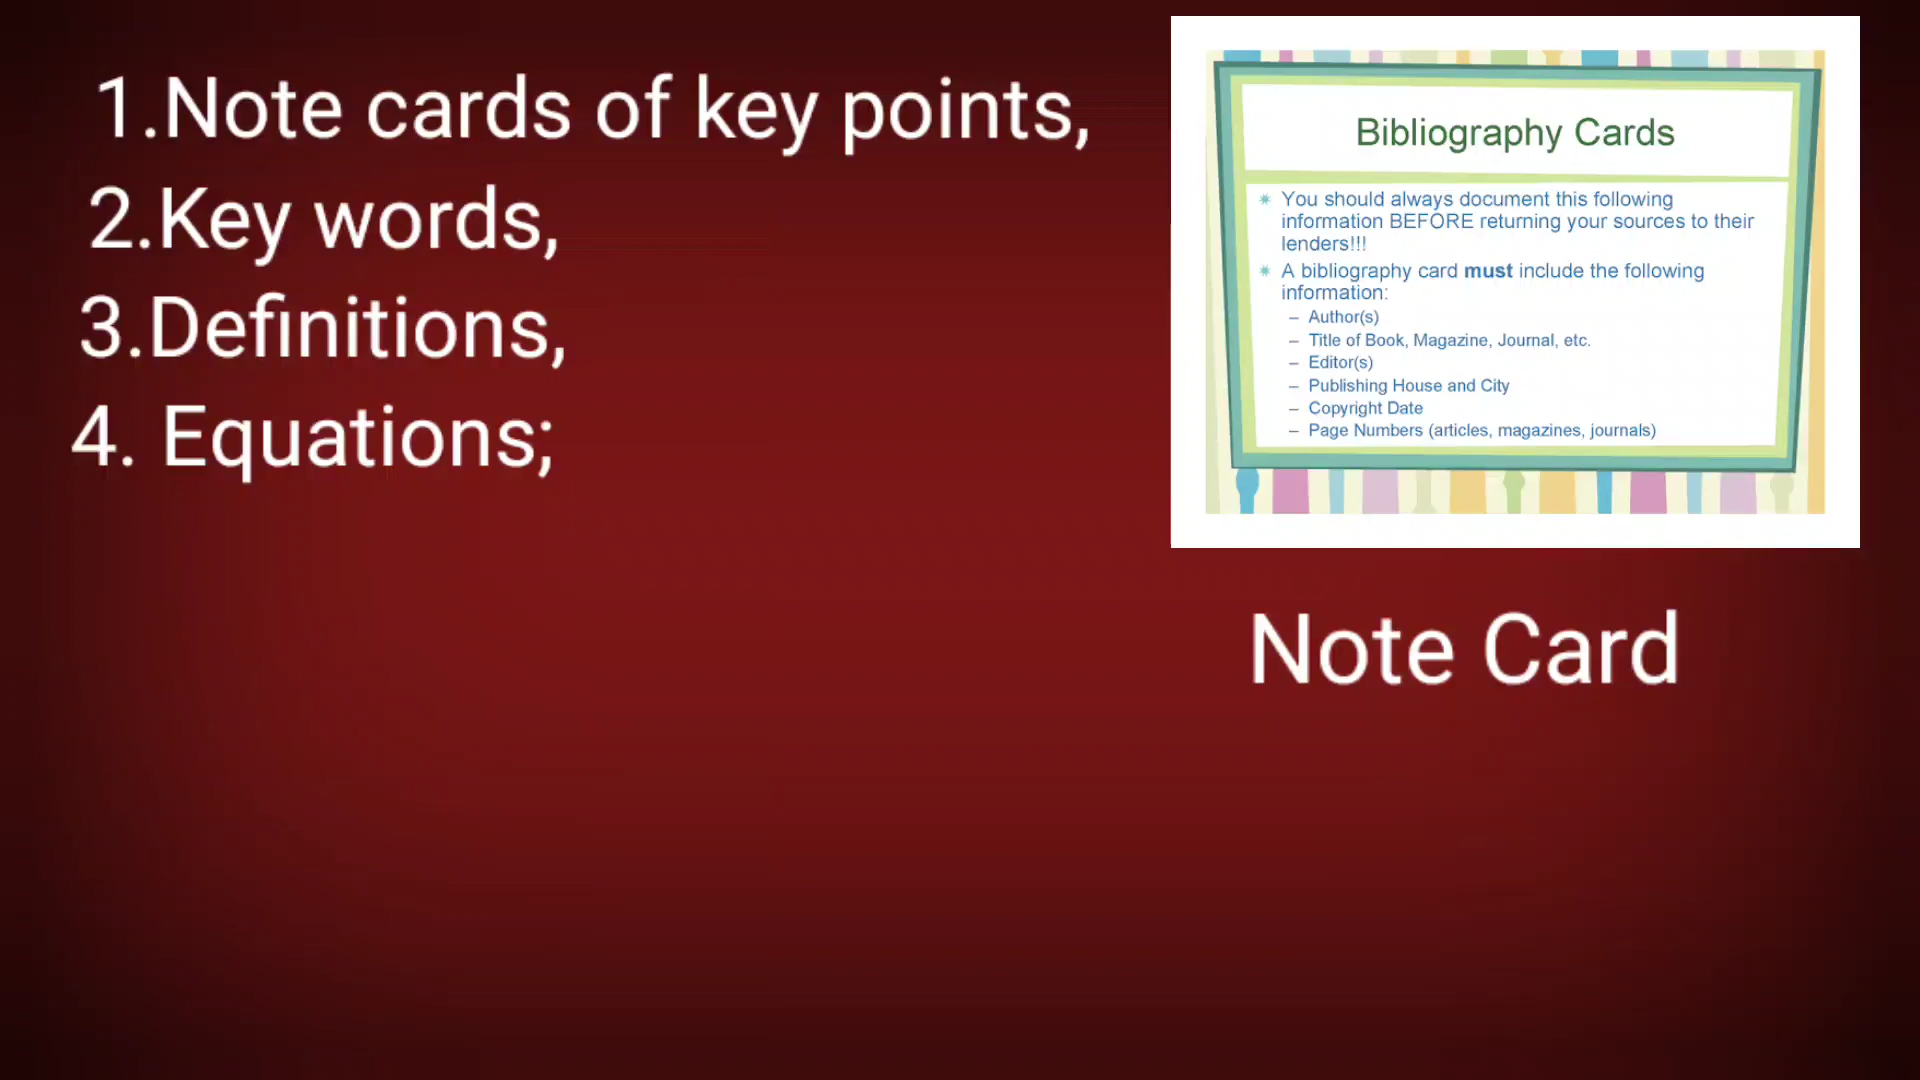 1.Note cards of key points,
2.Key words,
3.Definitions,
4. Equations;
Bibliography Cards
You should always document this following
information BEFORE returning your sources to their
lenders!!!
A bibliography card must include the following
information:
– Author(s)
– Title of Book, Magazine, Journal, etc.
– Editor(s)
– Publishing House and City
– Copyright Date
– Page Numbers (articles, magazines, journals)
Note Card